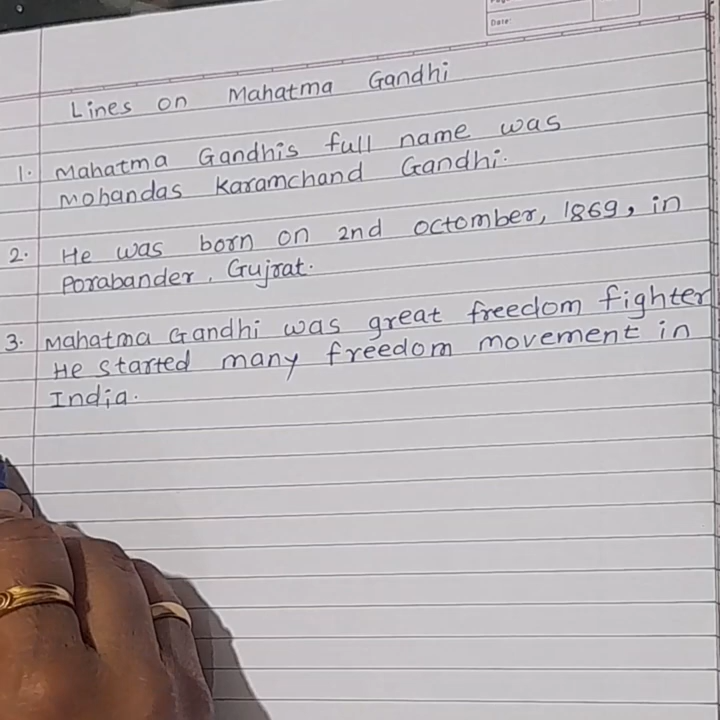 Date:
Lines on Mahatma Gandhi
1. Mahatma Gandhis full name was
Mohandas Karamchand Gandhi.
2. He was born on 2nd octomber, 1869, in
Porabander, Gujrat.
3. Mahatma Gandhi was great freedom fighter
He started many freedom movement in
India.